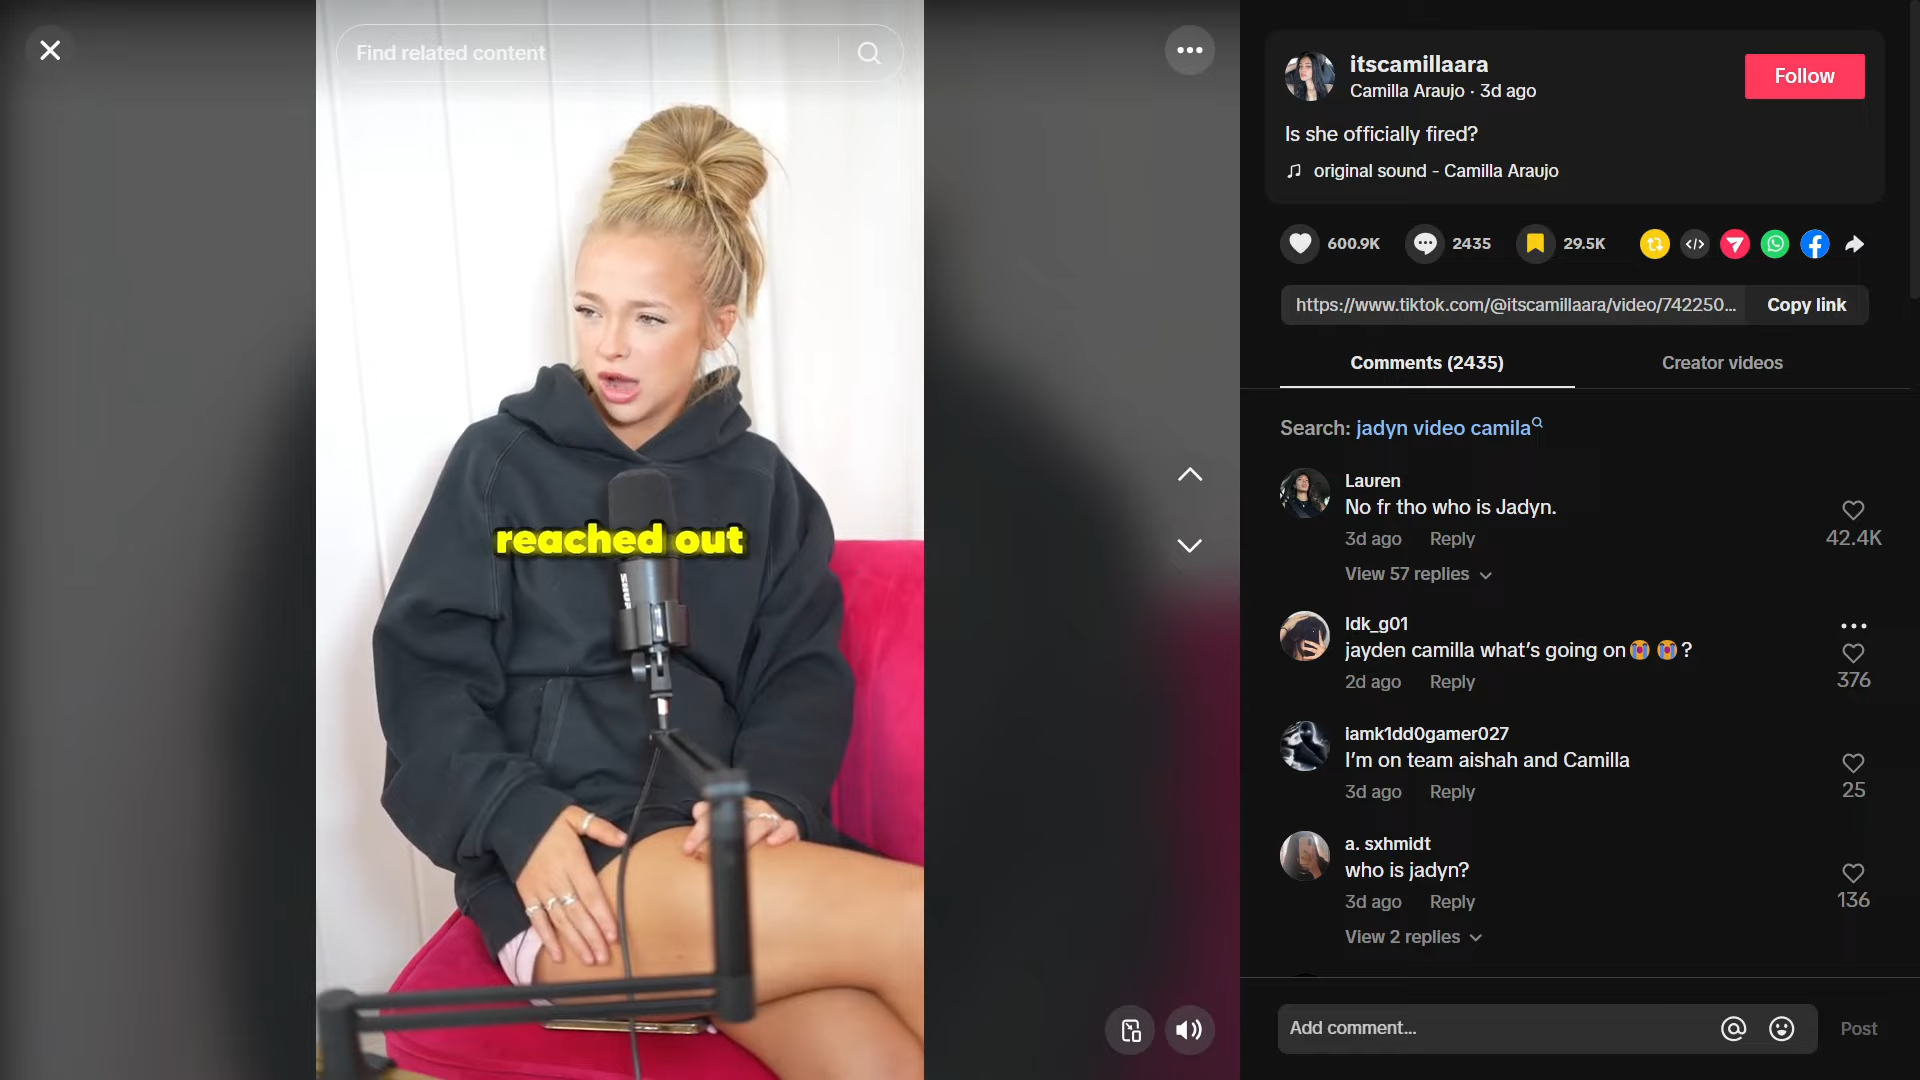 Find related content
reached out
SHURE
itscamillaara
Camilla Araujo · 3d ago
Follow
Is she officially fired?
original sound - Camilla Araujo
600.9K
2435
29.5K
https://www.tiktok.com/@itscamillaara/video/742250...
Copy link
Comments (2435)
Creator videos
Search: jadyn video camila
Lauren
No fr tho who is Jadyn.
3d ago Reply
42.4K
View 57 replies
Idk_g01
jayden camilla what's going on😭 😭 ?
2d ago Reply
376
iamk1dd0gamer027
I'm on team aishah and Camilla
3d ago Reply
25
a. sxhmidt
who is jadyn?
3d ago Reply
136
View 2 replies
Add comment...
Post